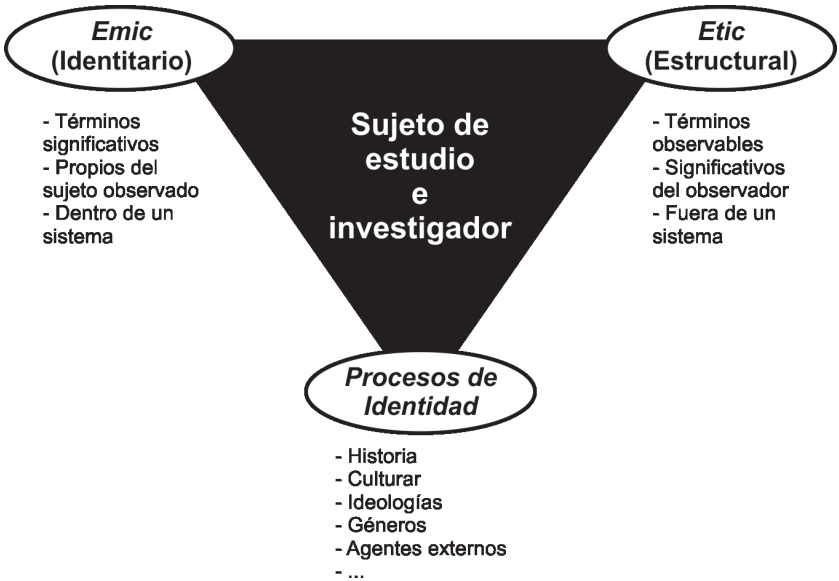 Emic
(Identitario)
- Términos
significativos
- Propios del
sujeto observado
- Dentro de un
sistema
Sujeto de
estudio
e
investigador
Etic
(Estructural)
- Términos
observables
- Significativos
del observador
- Fuera de un
sistema
Procesos de
Identidad
- Historia
- Culturar
- Ideologías
- Géneros
- Agentes externos
- ...